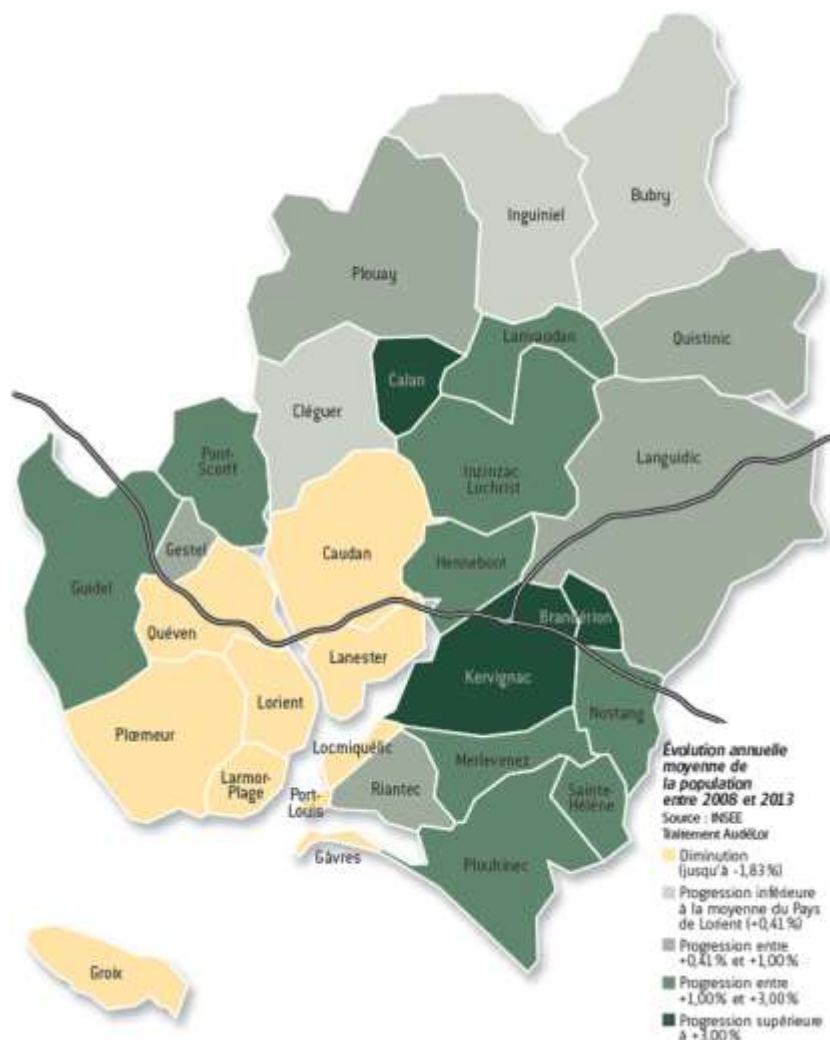 Bubry
Inguiniel
Plouay
Quistinic
Lanvaudan
Calan
Cléguer
Languidic
Pont-
Scorff
Inzinzac-
Lochrist
Caudan
Gestel
Hennebont
Guidel
Brandérion
Quéven
Lanester
Kervignac
Lorient
Nostang
Plœmeur
Locmiquélic
Merlevenez
Larmor-
Plage
Riantec
Sainte-
Hélène
Port-
Louis
Gâvres
Plouhinec
Groix
Évolution annuelle
moyenne de
la population
entre 2008 et 2013
Source : INSEE
Traitement AudéLor
Diminution
(jusqu'à -1,83 %)
Progression inférieure
à la moyenne du Pays
de Lorient (+0,41 %)
Progression entre
+0,41 % et +1,00 %
Progression entre
+1,00 % et +3,00 %
Progression supérieure
à +3,00 %